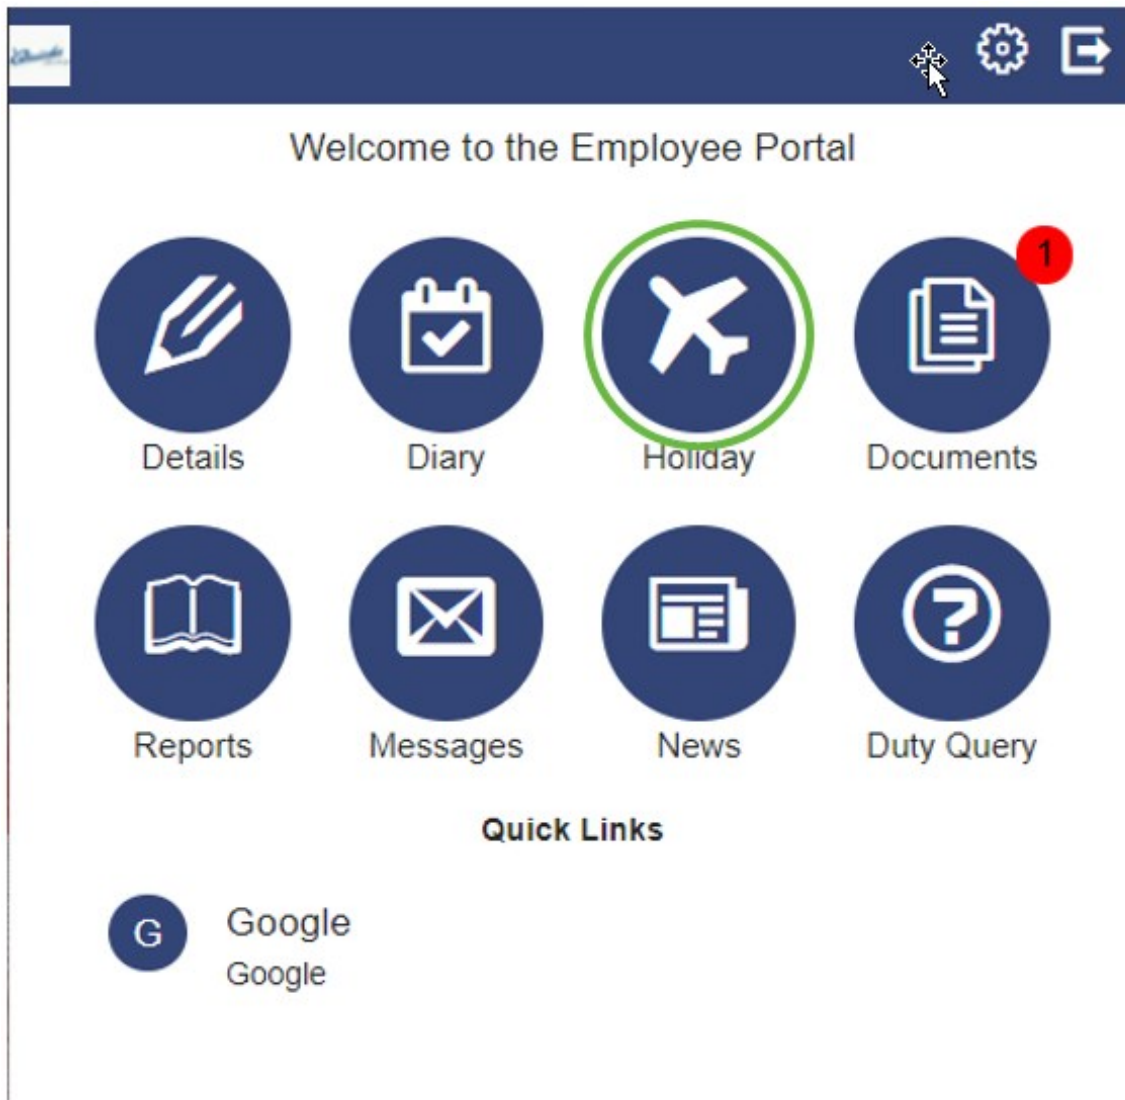 Welcome to the Employee Portal
1
Details
Diary
Holiday
Documents
Reports
Messages
News
Duty Query
Quick Links
G
Google
Google